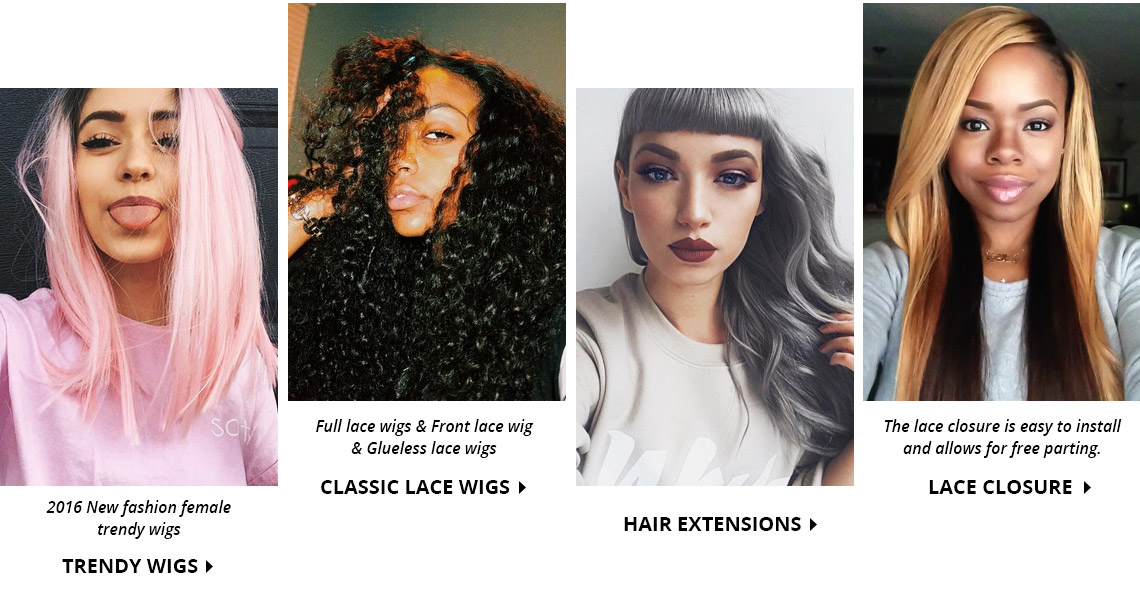 2016 New fashion female
trendy wigs
TRENDY WIGS
Full lace wigs & Front lace wig
& Glueless lace wigs
CLASSIC LACE WIGS
HAIR EXTENSIONS
The lace closure is easy to install
and allows for free parting.
LACE CLOSURE